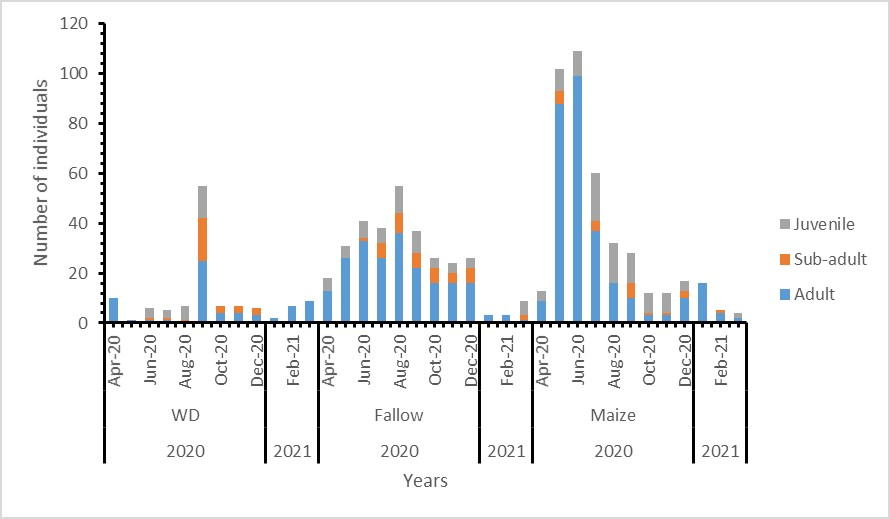 120
100
80
60
40
20
0
Number of individuals
Juvenile
Sub-adult
Adult
Apr-20 Jun-20 Aug-20 Oct-20 Dec-20 Feb-21 Apr-20 Jun-20 Aug-20 Oct-20 Dec-20 Feb-21 Apr-20 Jun-20 Aug-20 Oct-20 Dec-20 Feb-21
WD Fallow Maize
2020 2021 2020 2021 2020 2021
Years